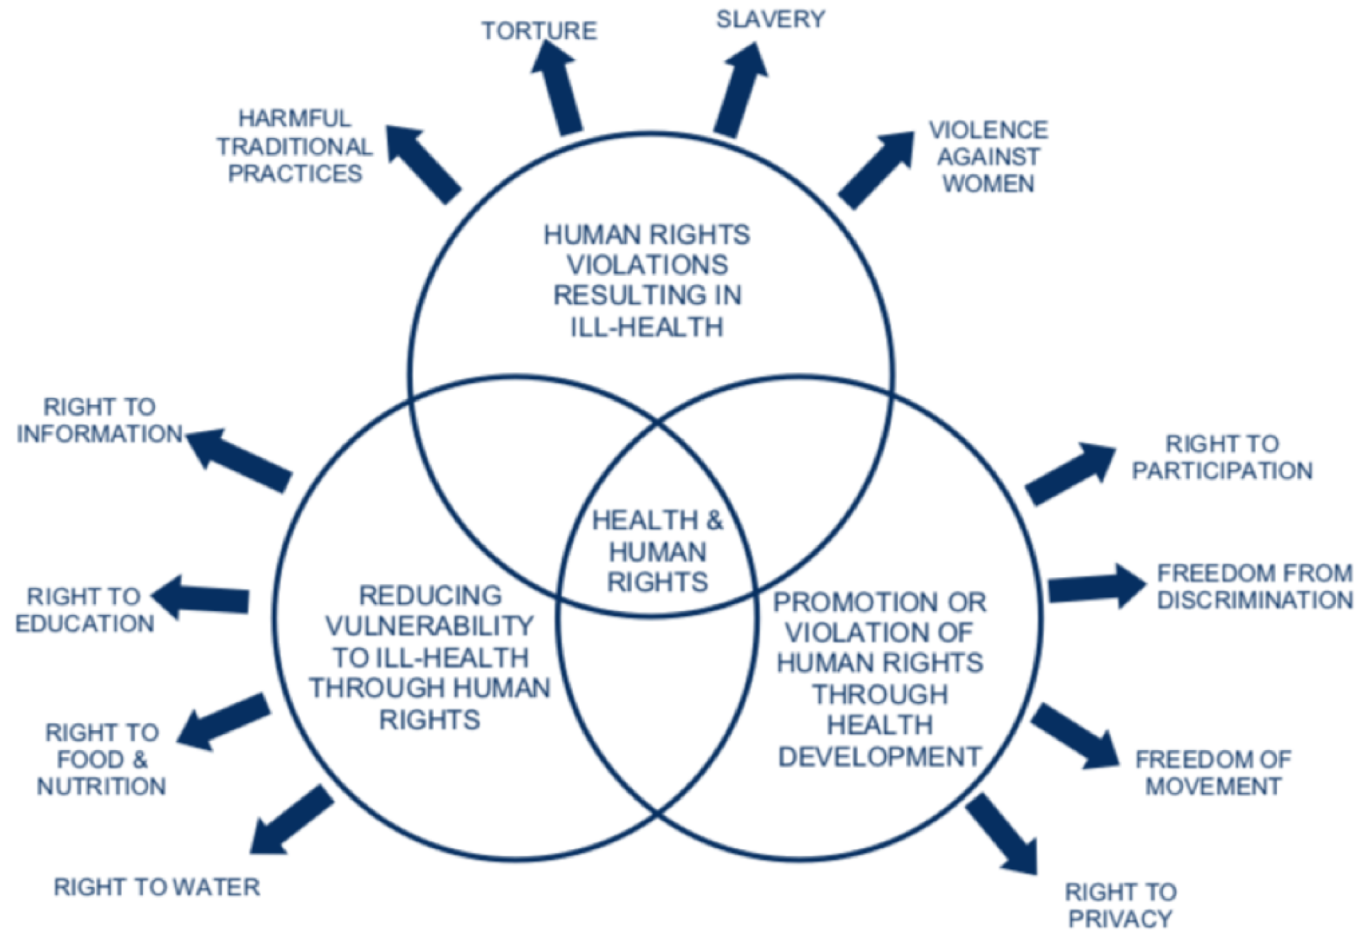 TORTURE
SLAVERY
HARMFUL
TRADITIONAL
PRACTICES
VIOLENCE
AGAINST
WOMEN
HUMAN RIGHTS
VIOLATIONS
RESULTING IN
ILL-HEALTH
RIGHT TO
INFORMATION
RIGHT TO
EDUCATION
RIGHT TO
FOOD &
NUTRITION
RIGHT TO WATER
REDUCING
VULNERABILITY
TO ILL-HEALTH
THROUGH HUMAN
RIGHTS
HEALTH &
HUMAN
RIGHTS
PROMOTION OR
VIOLATION OF
HUMAN RIGHTS
THROUGH
HEALTH
DEVELOPMENT
RIGHT TO
PARTICIPATION
FREEDOM FROM
DISCRIMINATION
FREEDOM OF
MOVEMENT
RIGHT TO
PRIVACY